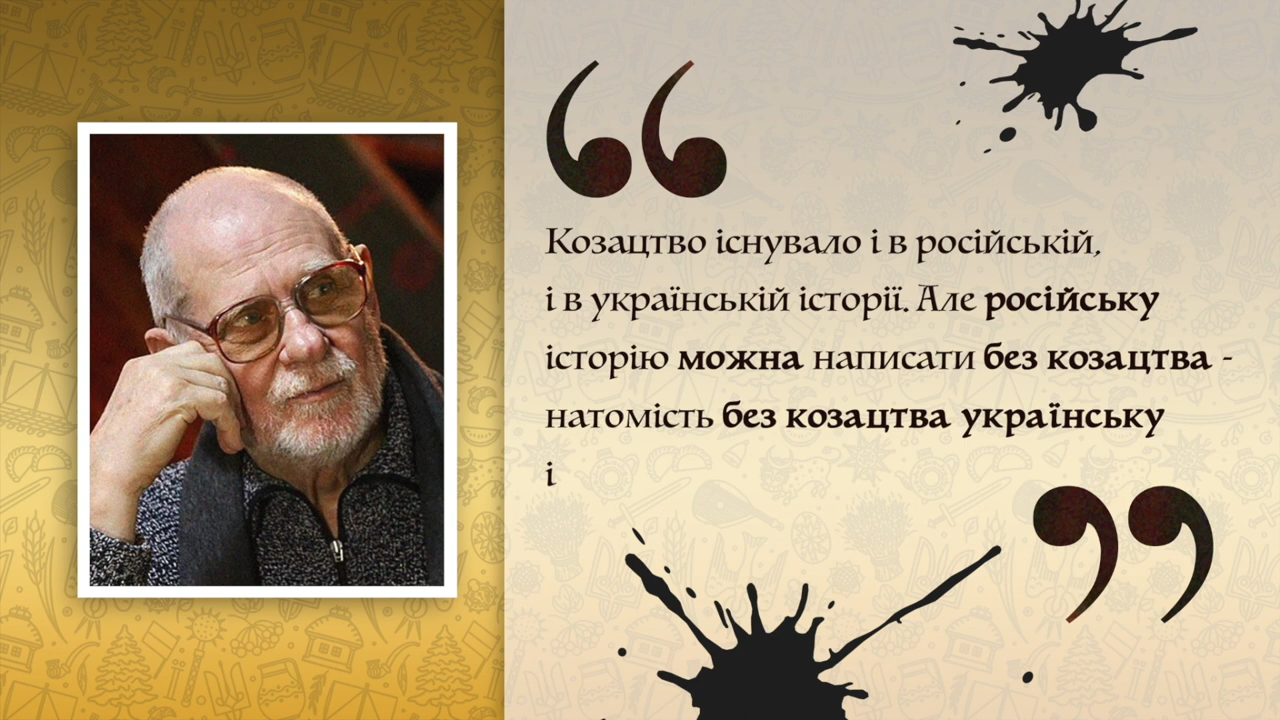 Козацтво існувало і в російській,
і в українській історії. Але російську
історію можна написати без козацтва -
натомість без козацтва українську
і